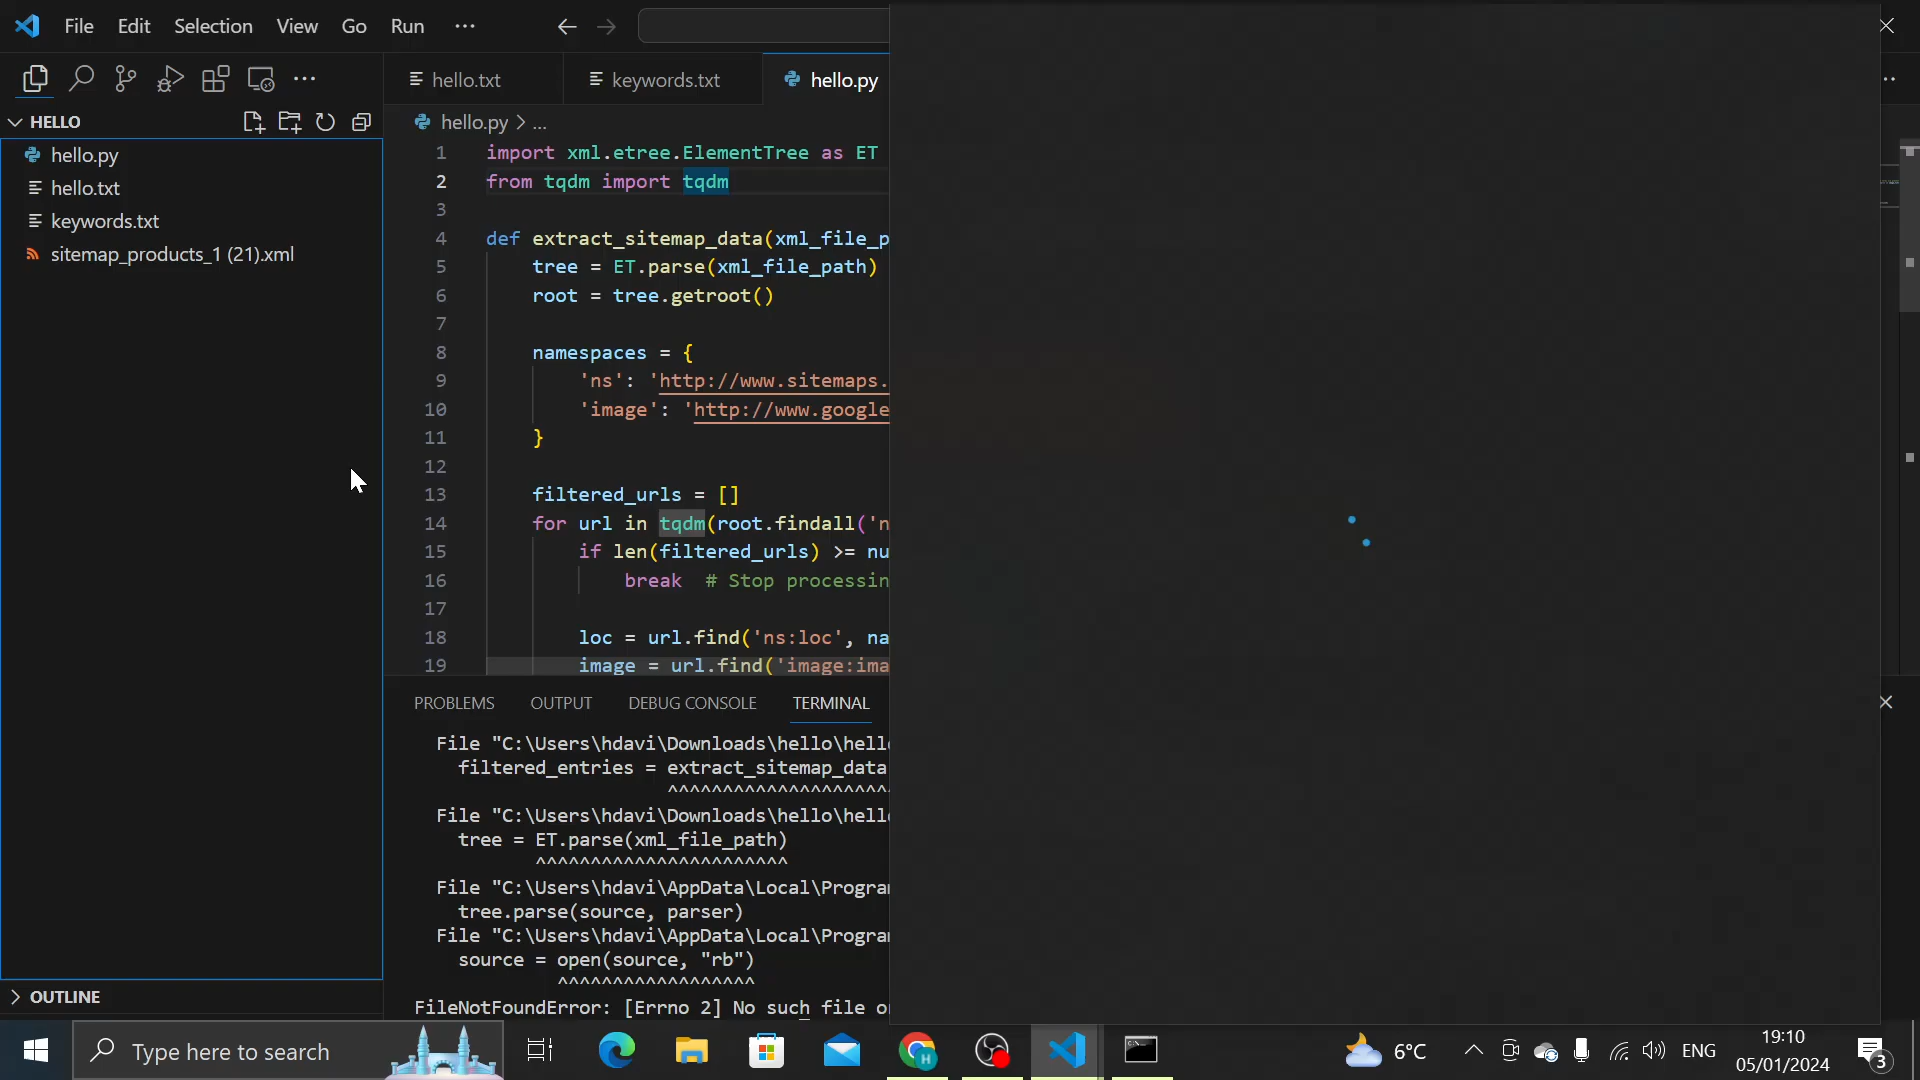 File Edit Selection View Go Run ···
hello.txt keywords.txt hello.py
HELLO
hello.py
hello.txt
keywords.txt
sitemap_products_1 (21).xml
OUTLINE
hello.py > ...
1 import xml.etree.ElementTree as ET
2 from tqdm import tqdm
3
4 def extract_sitemap_data(xml_file_p
5 tree = ET.parse(xml_file_path)
6 root = tree.getroot()
7
8 namespaces = {
9 'ns': 'http://www.sitemaps.
10 'image': 'http://www.google
11 }
12
13 filtered_urls = []
14 for url in tqdm(root.findall('n
15 if len(filtered_urls) >= nu
16 break # Stop processin
17
18 loc = url.find('ns:loc', na
19 image = url.find('image:ima
PROBLEMS OUTPUT DEBUG CONSOLE TERMINAL
File "C:\Users\hdavi\Downloads\hello\hell
filtered_entries = extract_sitemap_data
^^^^^^^^^^^^^^^^^^^^
File "C:\Users\hdavi\Downloads\hello\hell
tree = ET.parse(xml_file_path)
^^^^^^^^^^^^^^^^^^^^^^^
File "C:\Users\hdavi\AppData\Local\Progra
tree.parse(source, parser)
File "C:\Users\hdavi\AppData\Local\Progra
source = open(source, "rb")
^^^^^^^^^^^^^^^^^^
FileNotFoundError: [Errno 2] No such file o
Type here to search
6°C
ENG
19:10
05/01/2024
3